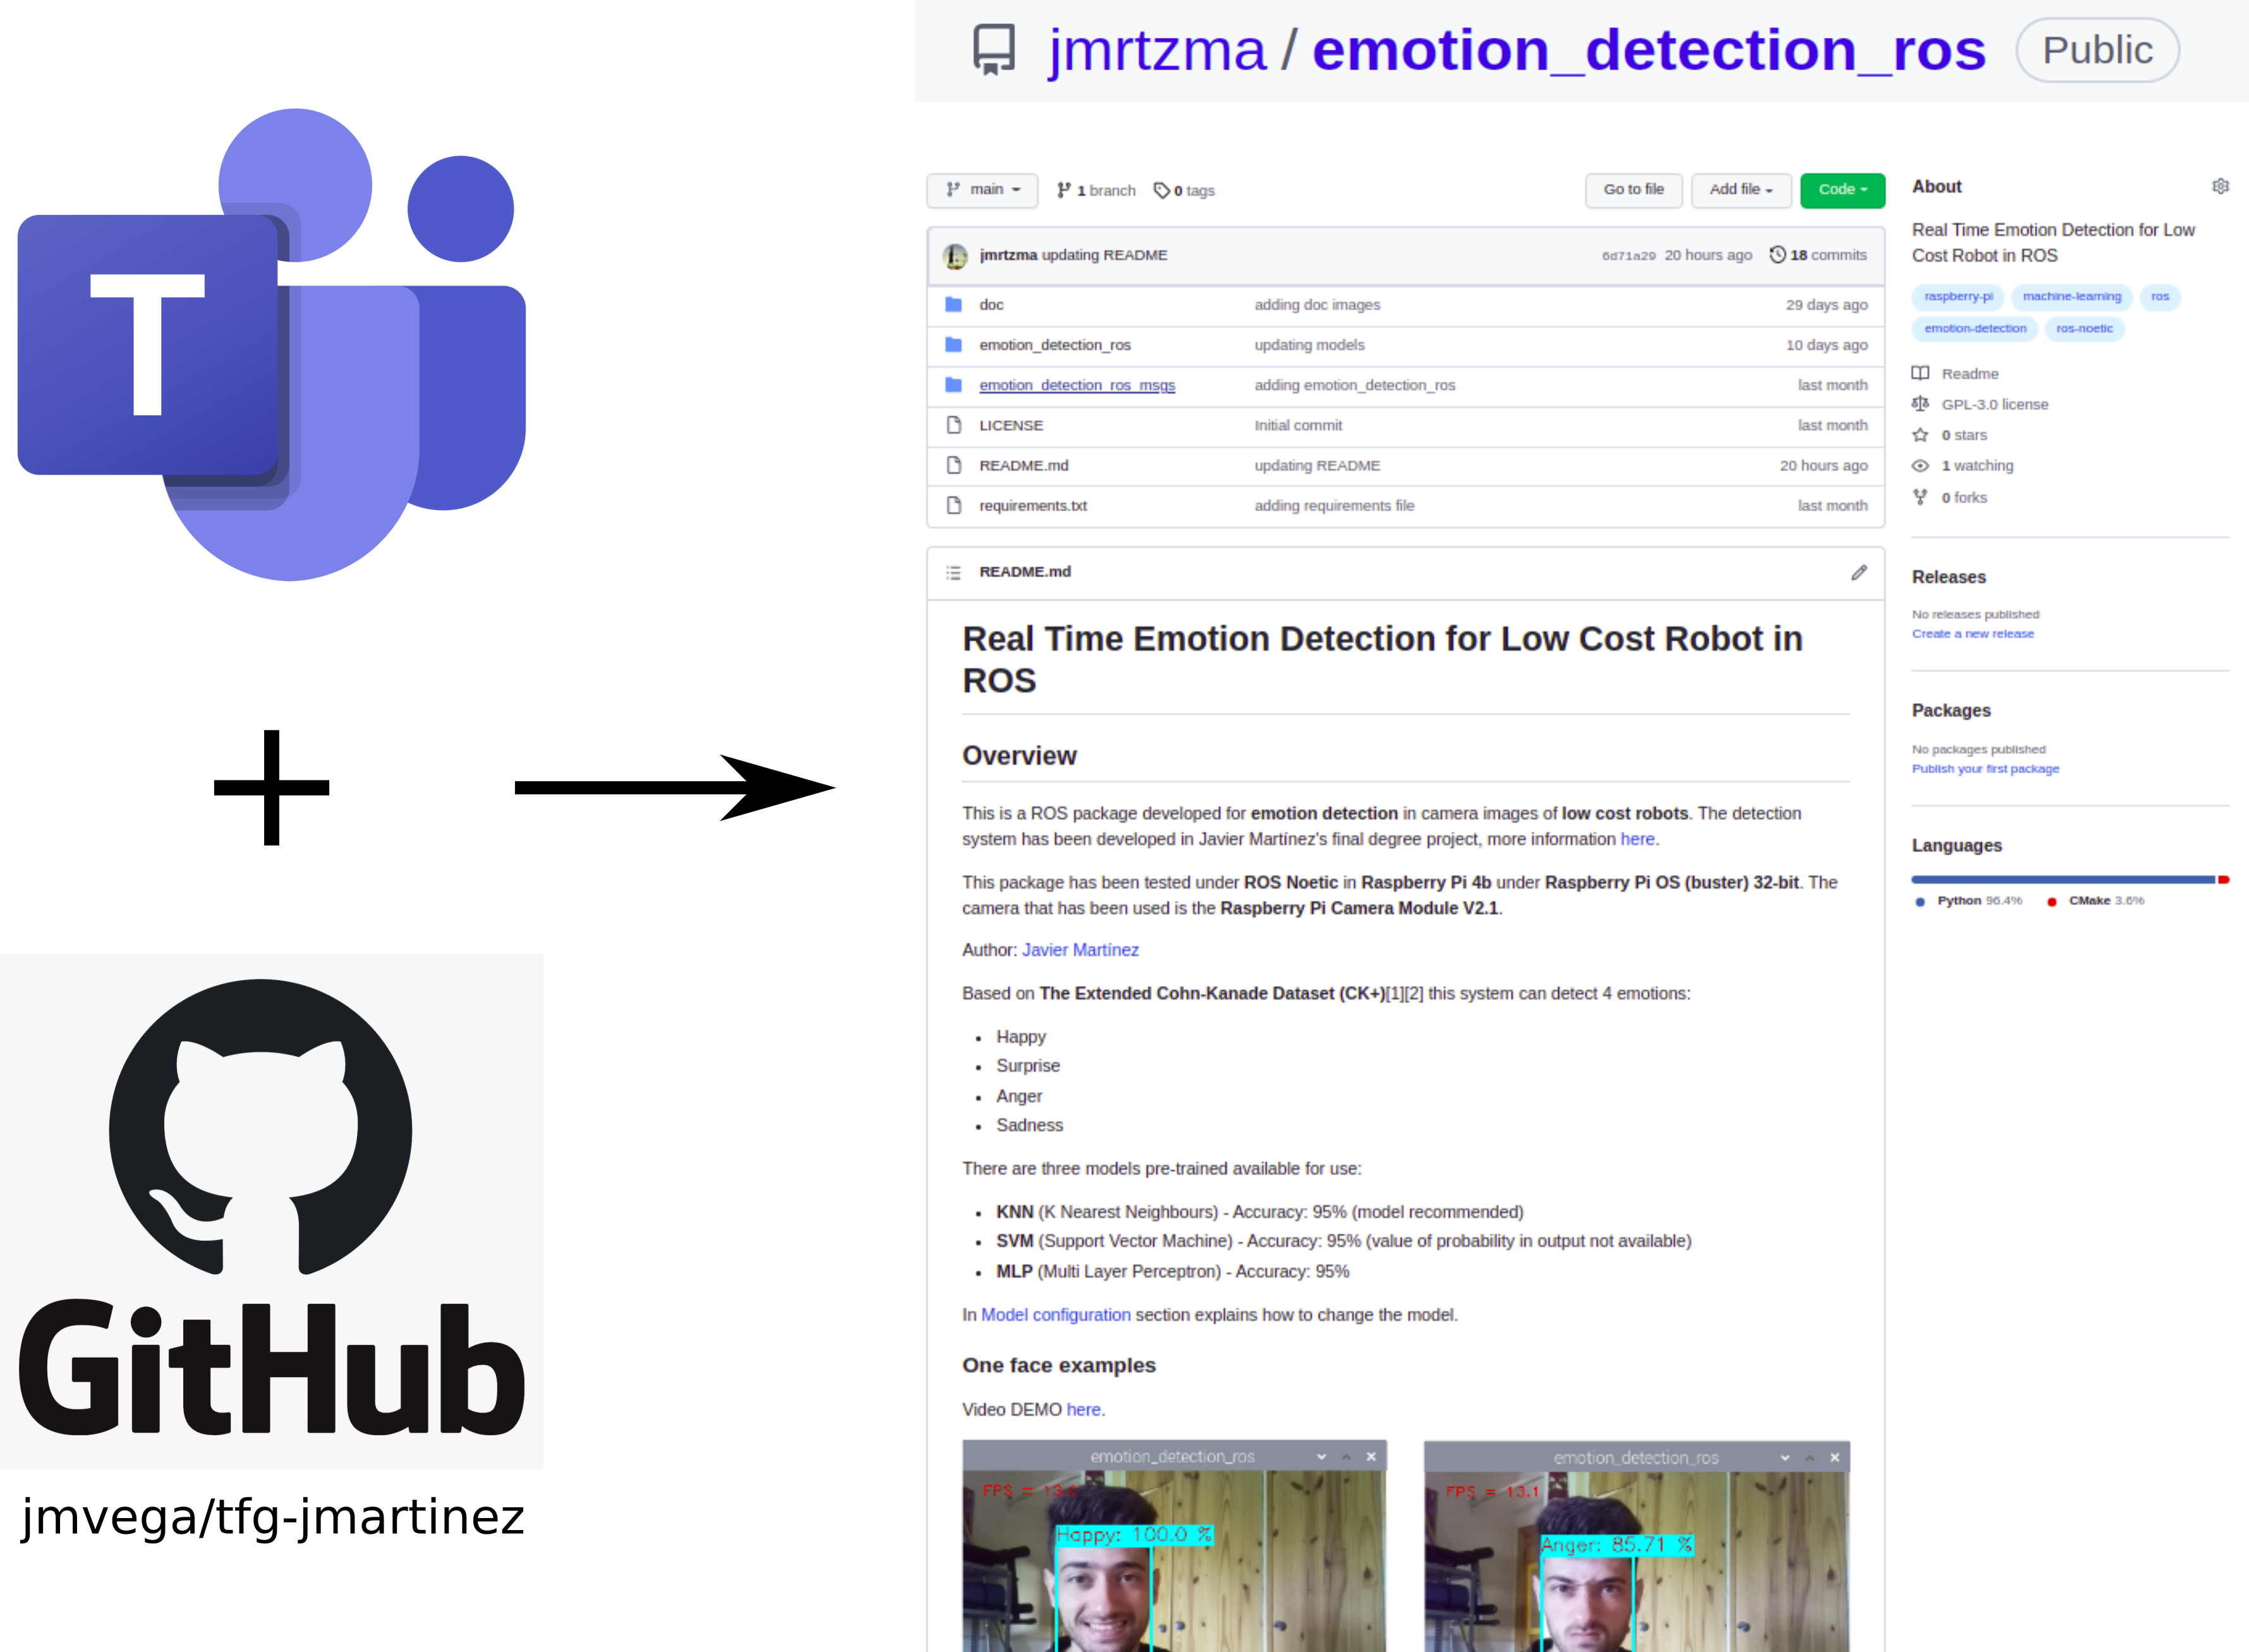 T
GitHub
jmvega/tfg-jmartinez
jmrtzma / emotion_detection_ros Public
main 1 branch 0 tags Go to file Add file Code
jmrtzma updating README 6d71a29 20 hours ago 18 commits
doc adding doc images 29 days ago
emotion_detection_ros updating models 10 days ago
emotion_detection_ros_msgs adding emotion_detection_ros last month
LICENSE Initial commit last month
README.md updating README 20 hours ago
requirements.txt adding requirements file last month
README.md
Real Time Emotion Detection for Low Cost Robot in
ROS
Overview
This is a ROS package developed for emotion detection in camera images of low cost robots. The detection
system has been developed in Javier Martínez's final degree project, more information here.
This package has been tested under ROS Noetic in Raspberry Pi 4b under Raspberry Pi OS (buster) 32-bit. The
camera that has been used is the Raspberry Pi Camera Module V2.1.
Author: Javier Martínez
Based on The Extended Cohn-Kanade Dataset (CK+)[1][2] this system can detect 4 emotions:
Happy
Surprise
Anger
Sadness
There are three models pre-trained available for use:
KNN (K Nearest Neighbours) - Accuracy: 95% (model recommended)
SVM (Support Vector Machine) - Accuracy: 95% (value of probability in output not available)
MLP (Multi Layer Perceptron) - Accuracy: 95%
In Model configuration section explains how to change the model.
One face examples
Video DEMO here.
emotion_detection_ros
FPS =
Happy: 100.0 %
emotion_detection_ros
FPS = 13.1
Anger: 85.71 %
About
Real Time Emotion Detection for Low
Cost Robot in ROS
raspberry-pi machine-learning ros
emotion-detection ros-noetic
Readme
GPL-3.0 license
0 stars
1 watching
0 forks
Releases
No releases published
Create a new release
Packages
No packages published
Publish your first package
Languages
Python 96.4% CMake 3.6%